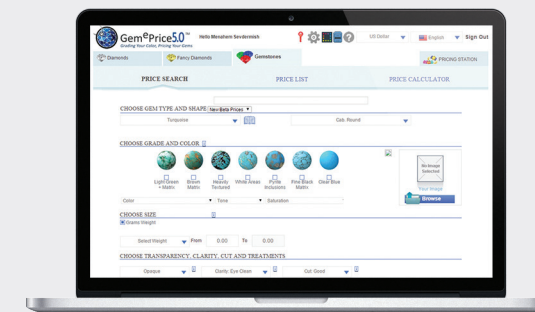 GemePrice5.0™ Hello Menahem Sevdermish US Dollar English Sign Out
Grading Your Color, Pricing Your Gems
Diamonds Fancy Diamonds Gemstones PRICING STATION
PRICE SEARCH PRICE LIST PRICE CALCULATOR
CHOOSE GEM TYPE AND SHAPE New Beta Prices
Turquoise Cab. Round
CHOOSE GRADE AND COLOR
No Image
Selected
Light Green Brown Heavily White Areas Pyrite Fine Black Clear Blue
+ Matrix Matrix Textured Inclusions Matrix
Your Image
Browse
Color Tone Saturation
CHOOSE SIZE
Grams Weight
Select Weight From 0.00 To 0.00
CHOOSE TRANSPARENCY, CLARITY, CUT AND TREATMENTS
Opaque Clarity: Eye Clean Cut: Good